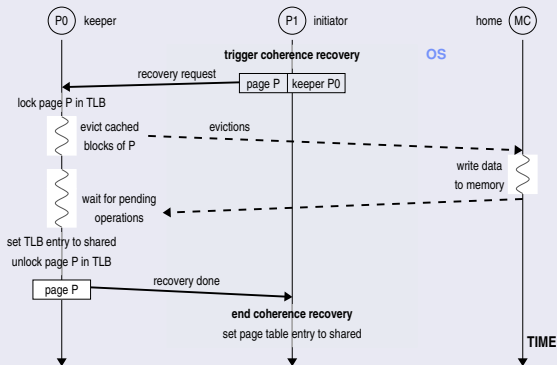 P0 keeper P1 initiator home MC
trigger coherence recovery OS
recovery request page P keeper P0
lock page P in TLB
evict cached evictions
blocks of P
write data
to memory
wait for pending
operations
set TLB entry to shared
unlock page P in TLB
page P recovery done
end coherence recovery
set page table entry to shared
TIME